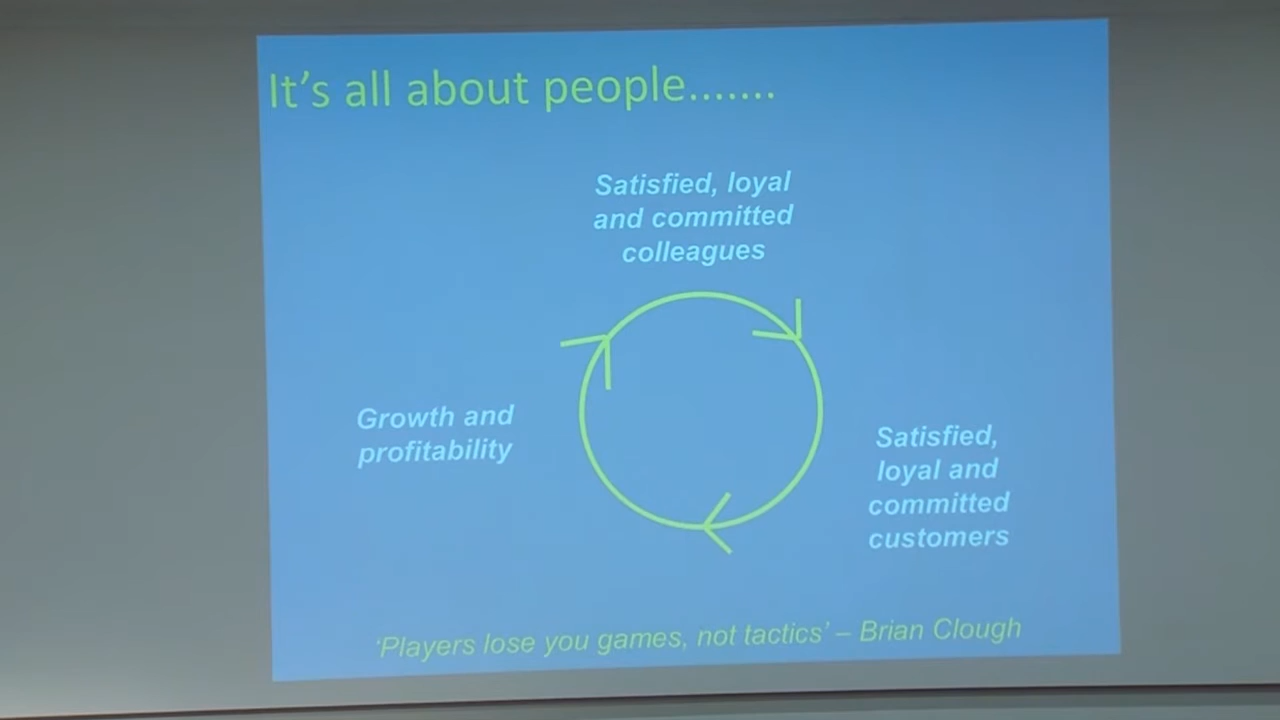 It's all about people.......
Satisfied, loyal
and committed
colleagues
Growth and
profitability
Satisfied,
loyal and
committed
customers
'Players lose you games, not tactics' – Brian Clough